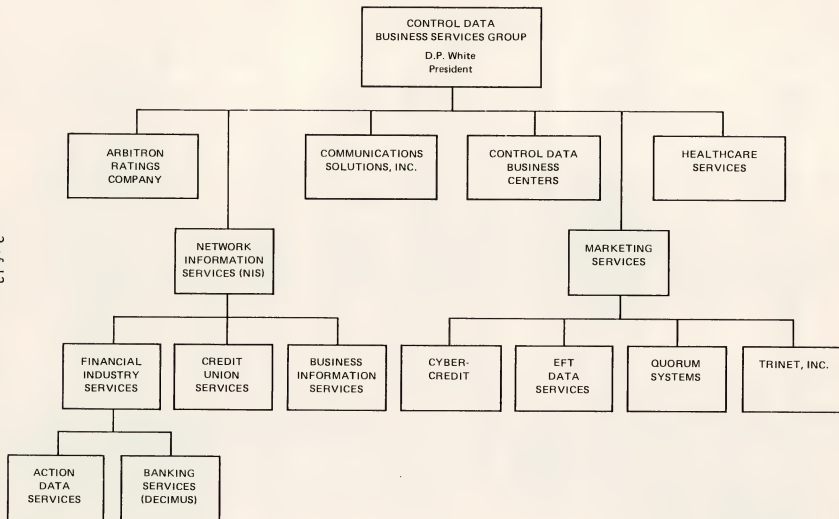 CONTROL DATA
BUSINESS SERVICES GROUP
D.P. White
President
ARBITRON
RATINGS
COMPANY
COMMUNICATIONS
SOLUTIONS, INC.
CONTROL DATA
BUSINESS
CENTERS
HEALTHCARE
SERVICES
NETWORK
INFORMATION
SERVICES (NIS)
MARKETING
SERVICES
FINANCIAL
INDUSTRY
SERVICES
CREDIT
UNION
SERVICES
BUSINESS
INFORMATION
SERVICES
CYBER-
CREDIT
EFT
DATA
SERVICES
QUORUM
SYSTEMS
TRINET, INC.
ACTION
DATA
SERVICES
BANKING
SERVICES
(DECIMUS)